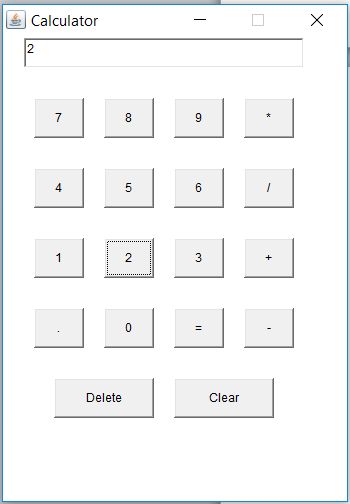 Calculator
2
7 8 9 *
4 5 6 /
1 2 3 +
. 0 = -
Delete Clear